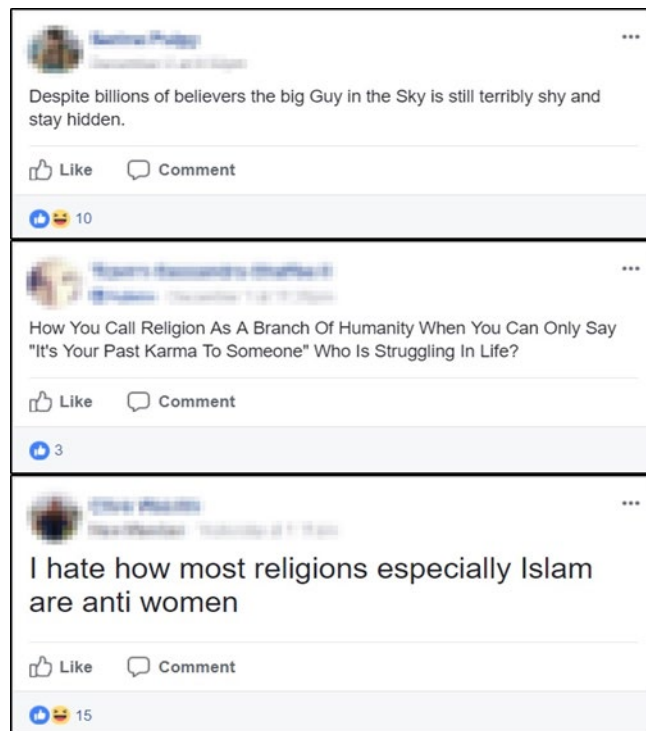 Despite billions of believers the big Guy in the Sky is still terribly shy and
stay hidden.
Like Comment
10
How You Call Religion As A Branch Of Humanity When You Can Only Say
"It's Your Past Karma To Someone" Who Is Struggling In Life?
Like Comment
3
I hate how most religions especially Islam
are anti women
Like Comment
15